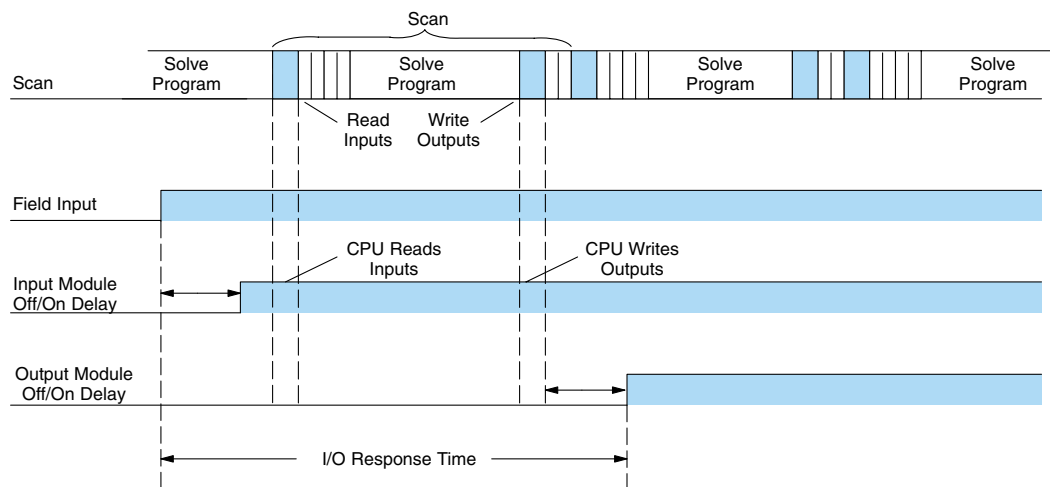 Scan
Solve
Program
Solve
Program
Solve
Program
Solve
Program
Scan
Read
Inputs
Write
Outputs
Field Input
CPU Reads
Inputs
CPU Writes
Outputs
Input Module
Off/On Delay
Output Module
Off/On Delay
I/O Response Time